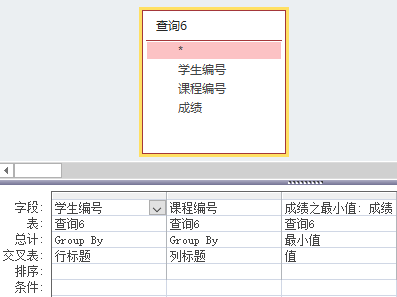 查询6
*
学生编号
课程编号
成绩
字段: 学生编号 课程编号 成绩之最小值: 成绩
表: 查询6 查询6 查询6
总计: Group By Group By 最小值
交叉表: 行标题 列标题 值
排序:
条件: